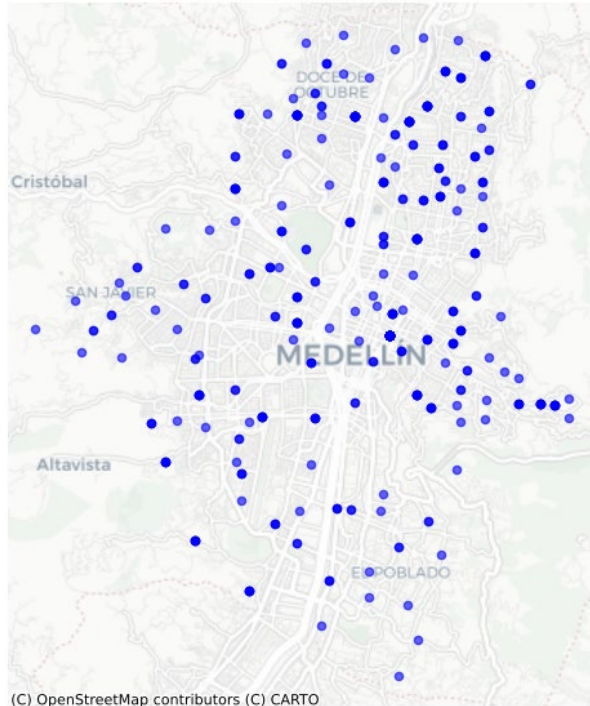 DOCE DE
OCTUBRE
Cristóbal
SAN JAVIER
MEDELLÍN
Altavista
EL POBLADO
(C) OpenStreetMap contributors (C) CARTO